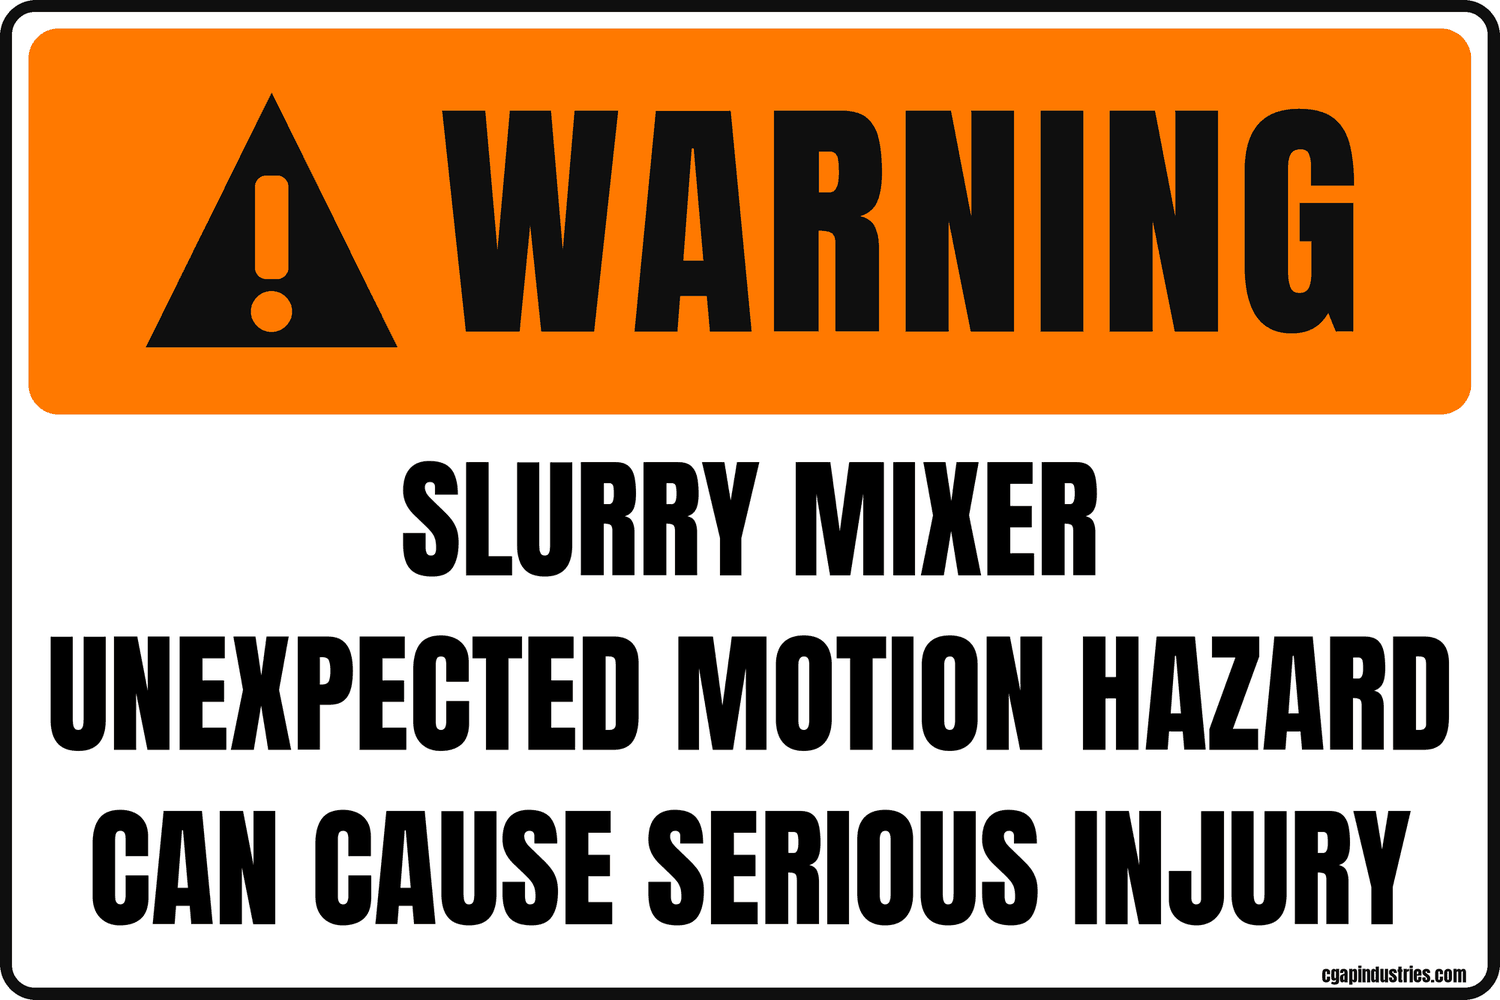 WARNING
SLURRY MIXER
UNEXPECTED MOTION HAZARD
CAN CAUSE SERIOUS INJURY
cgapindustries.com